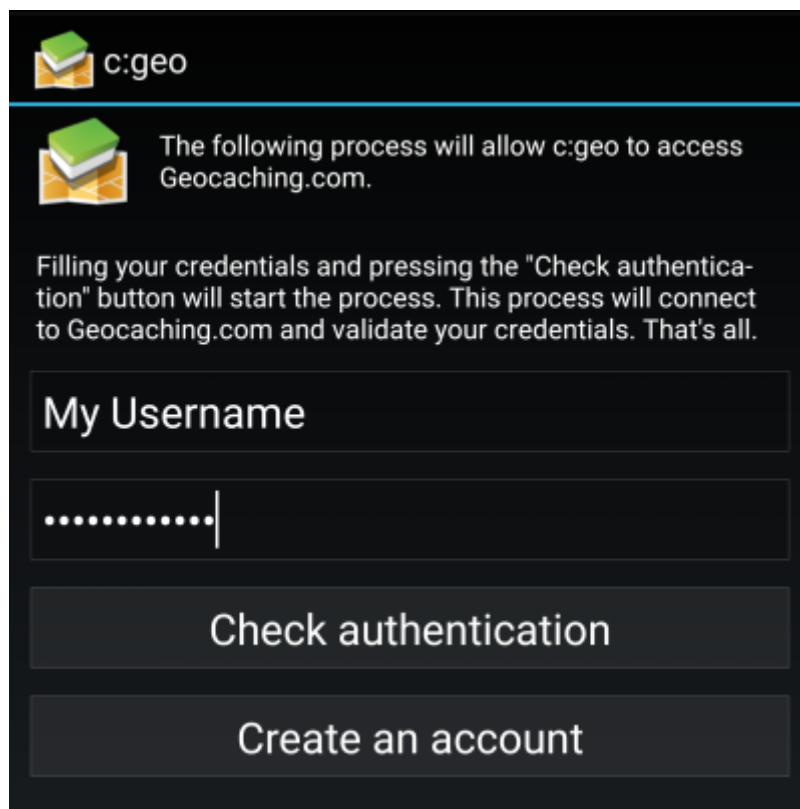 c:geo
The following process will allow c:geo to access
Geocaching.com.
Filling your credentials and pressing the "Check authentica-
tion" button will start the process. This process will connect
to Geocaching.com and validate your credentials. That's all.
My Username
••••••••••••
Check authentication
Create an account